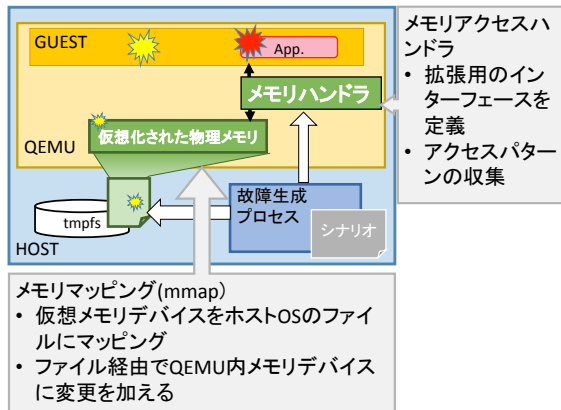 GUEST
App.
メモリハンドラ
仮想化された物理メモリ
QEMU
故障生成
プロセス
シナリオ
tmpfs
HOST
メモリアクセスハ
ンドラ
• 拡張用のイン
ターフェースを
定義
• アクセスパター
ンの収集
メモリマッピング(mmap）
• 仮想メモリデバイスをホストOSのファイ
ルにマッピング
• ファイル経由でQEMU内メモリデバイス
に変更を加える